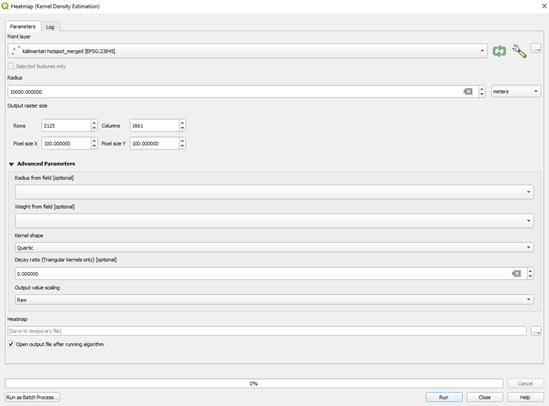 Heatmap (Kernel Density Estimation)
Parameters Log
Point layer
kalimantan hotspot_merged [EPSG:23845]
Selected features only
Radius
10000.000000 meters
Output raster size
Rows 2125 Columns 1661
Pixel size X 100.000000 Pixel size Y 100.000000
Advanced Parameters
Radius from field [optional]
Weight from field [optional]
Kernel shape
Quartic
Decay ratio (Triangular kernels only) [optional]
0.000000
Output value scaling
Raw
Heatmap
[Save to temporary file]
Open output file after running algorithm
0% Cancel
Run as Batch Process... Run Close Help